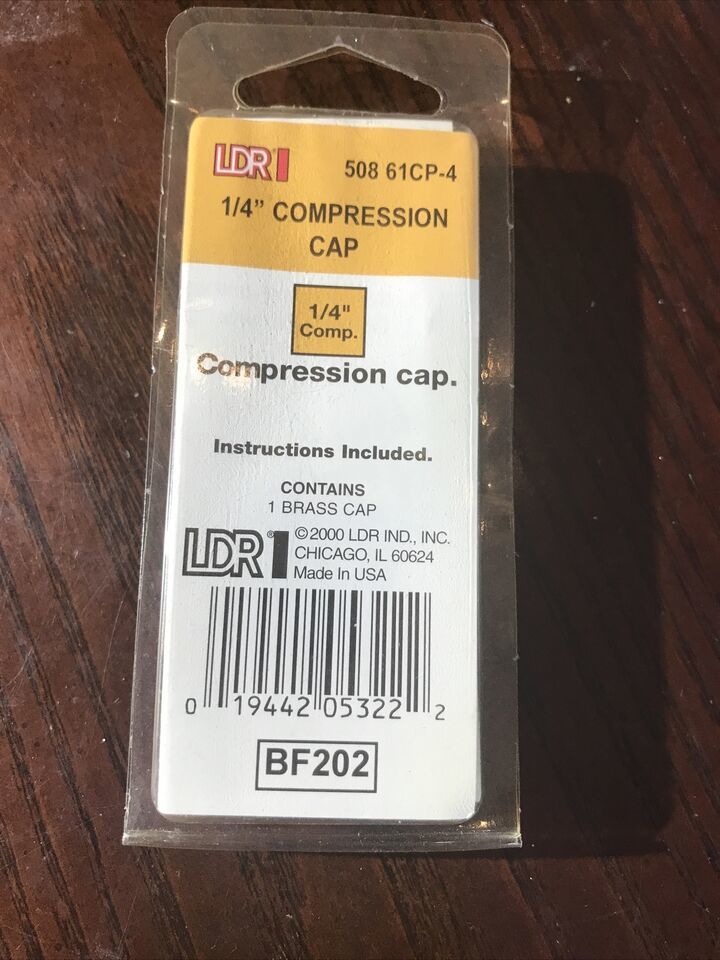 LDR 508 61CP-4
1/4” COMPRESSION
CAP
1/4"
Comp.
Compression cap.
Instructions Included.
CONTAINS
1 BRASS CAP
LDR® ©2000 LDR IND., INC.
CHICAGO, IL 60624
Made In USA
0 19442 05322 2
BF202